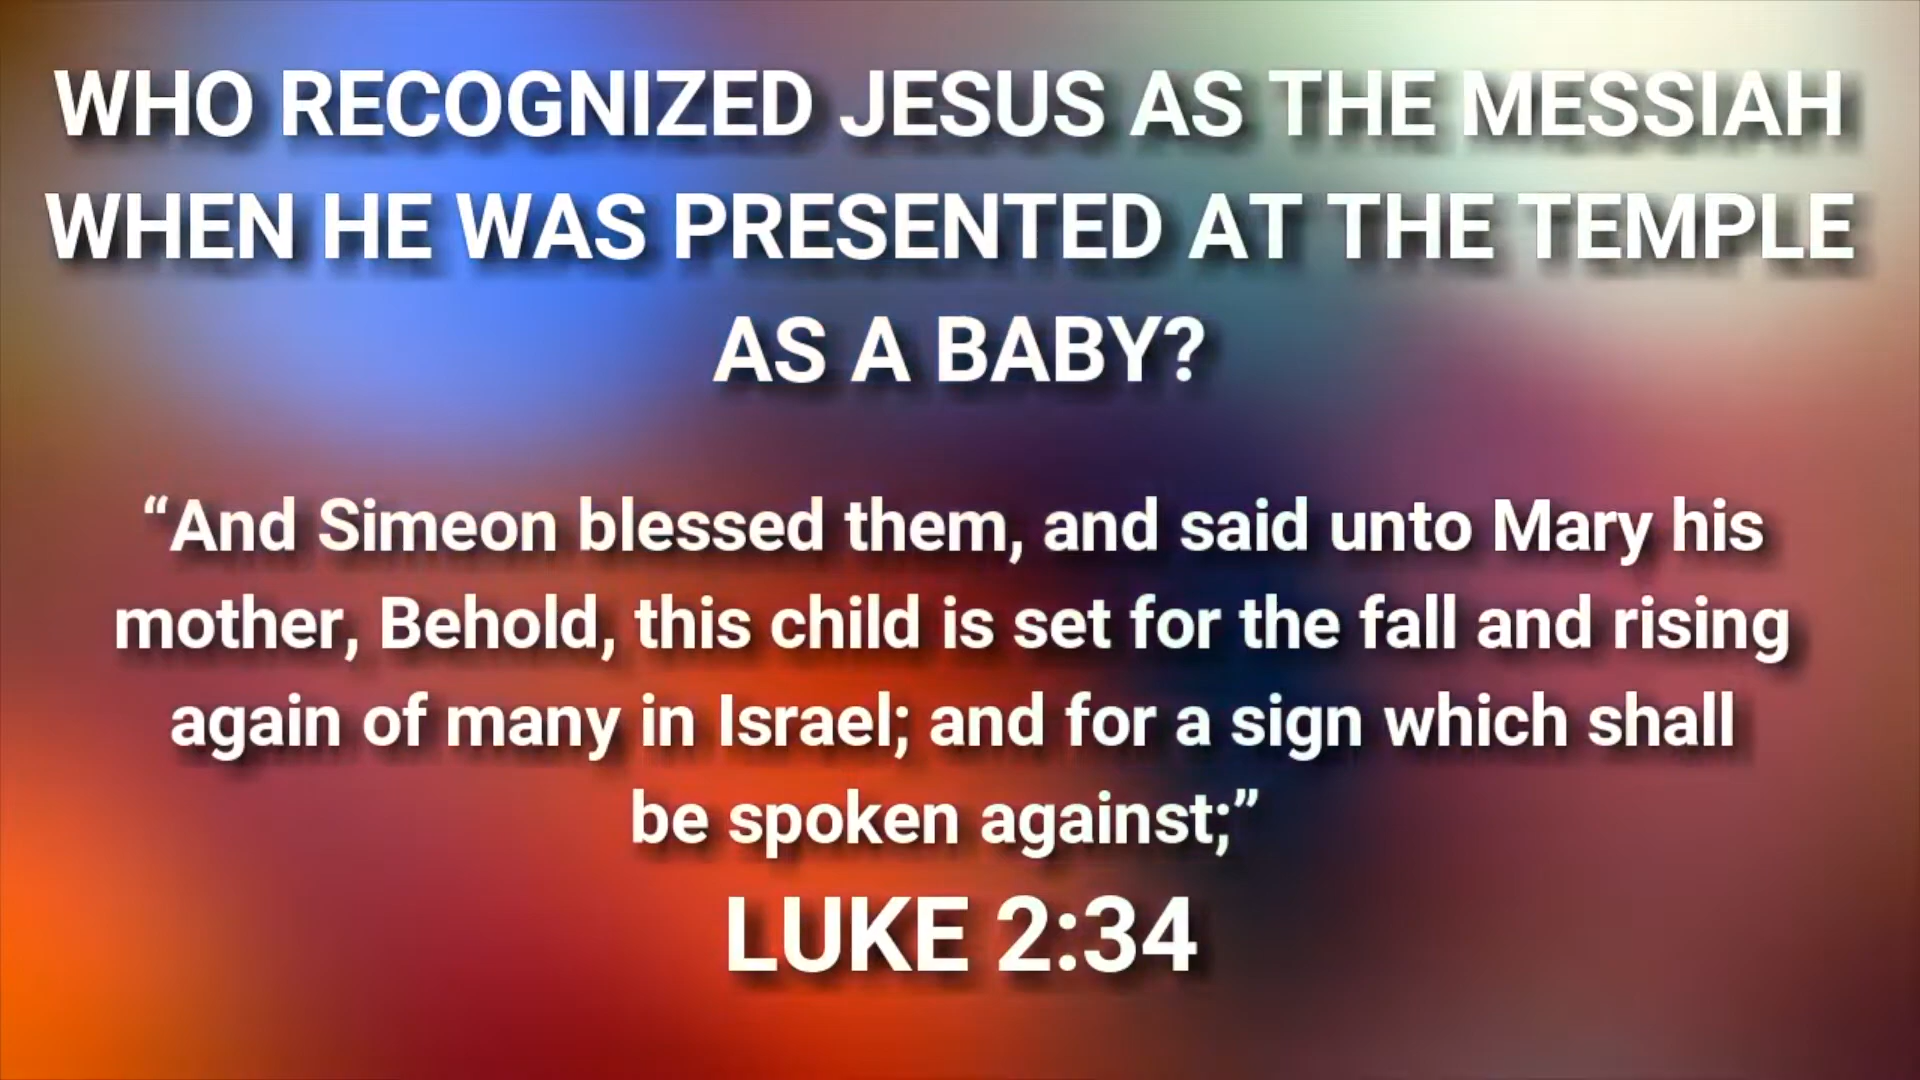 WHO RECOGNIZED JESUS AS THE MESSIAH
WHEN HE WAS PRESENTED AT THE TEMPLE
AS A BABY?
“And Simeon blessed them, and said unto Mary his
mother, Behold, this child is set for the fall and rising
again of many in Israel; and for a sign which shall
be spoken against;”
LUKE 2:34